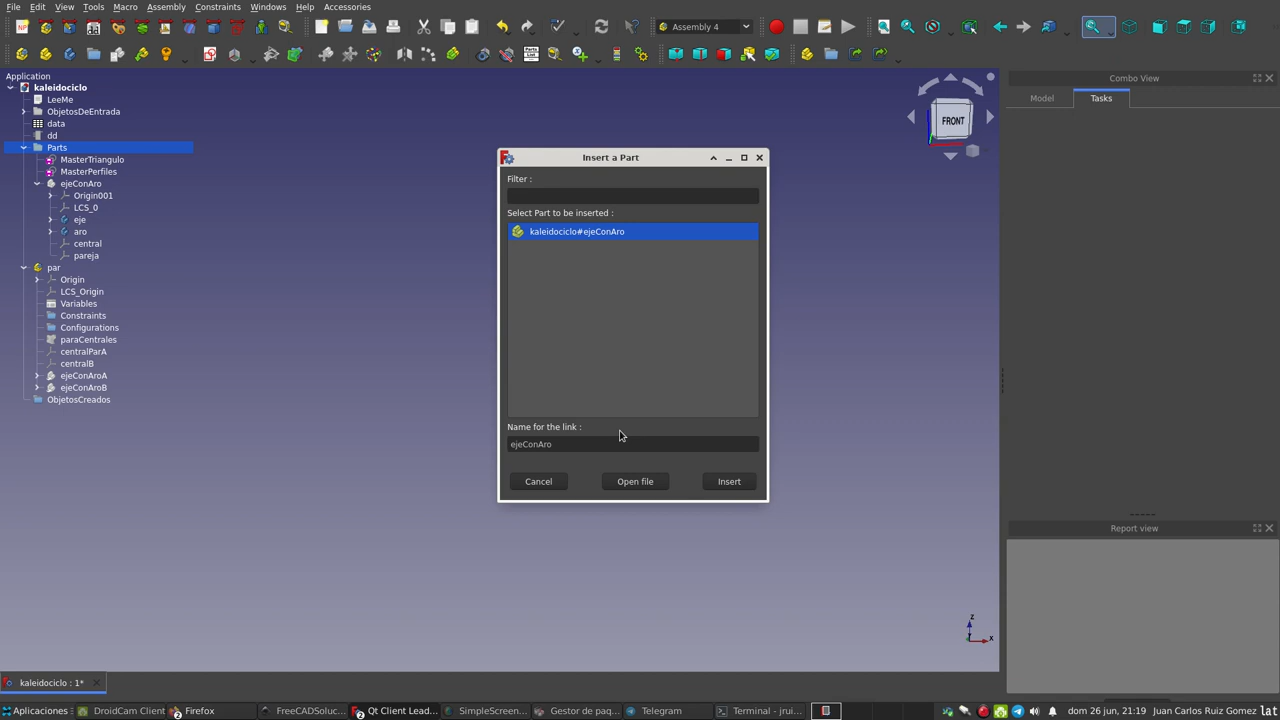 File Edit View Tools Macro Assembly Constraints Windows Help Accessories
Assembly 4
Application
kaleidociclo
LeeMe
ObjetosDeEntrada
data
dd
Parts
MasterTriangulo
MasterPerfiles
ejeConAro
Origin001
LCS_0
eje
aro
central
pareja
par
Origin
LCS_Origin
Variables
Constraints
Configurations
paraCentrales
centralParA
centralB
ejeConAroA
ejeConAroB
ObjetosCreados
Insert a Part
Filter :
Select Part to be inserted :
kaleidociclo#ejeConAro
Name for the link :
ejeConAro
Cancel Open file Insert
FRONT
z
x
Combo View
Model Tasks
Report view
kaleidociclo : 1*
Aplicaciones DroidCam Client 2 Firefox FreeCADSoluc... 2 Qt Client Lead... SimpleScreen... Gestor de paq... Telegram Terminal — jrui... dom 26 jun, 21:19 Juan Carlos Ruiz Gomez lat